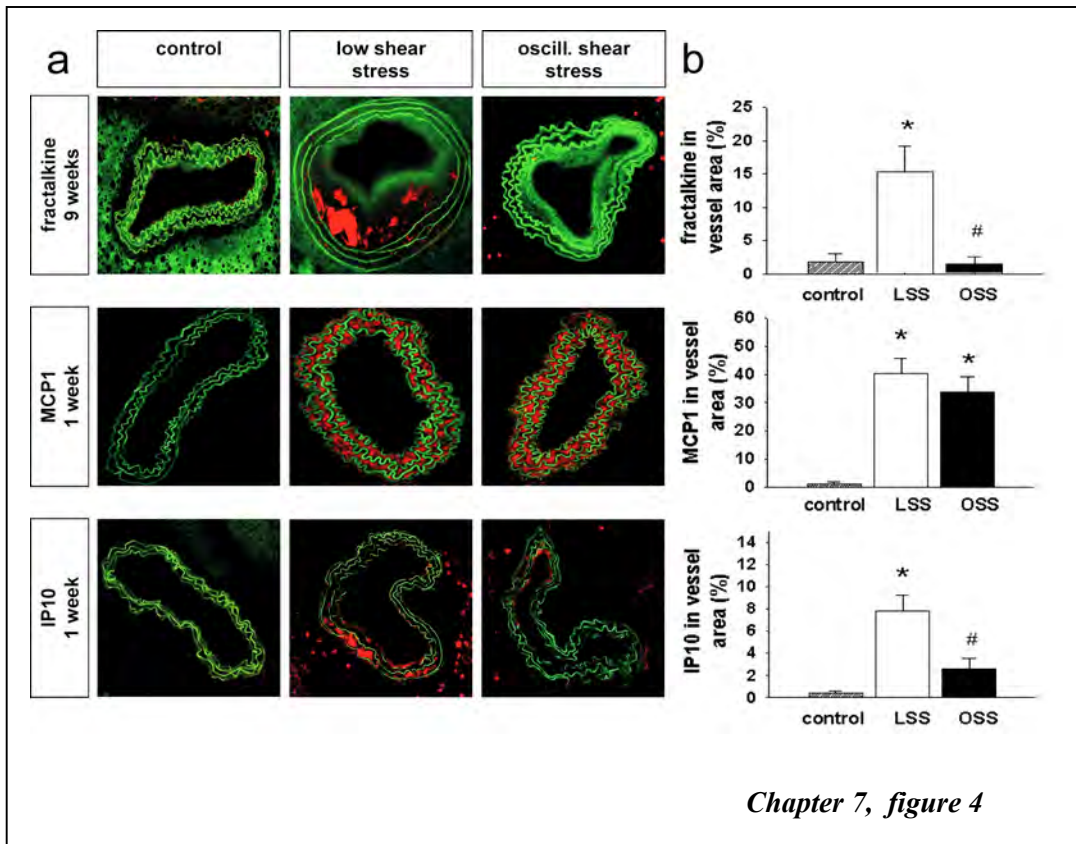 a
control
low shear
stress
oscill. shear
stress
b
fractalkine
9 weeks
fractalkine in
vessel area (%)
25
20
15
10
5
0
*
#
control LSS OSS
MCP1
1 week
MCP1 in vessel
area (%)
60
50
40
30
20
10
0
*
*
control LSS OSS
IP10
1 week
IP10 in vessel
area (%)
14
12
10
8
6
4
2
0
*
#
control LSS OSS
Chapter 7, figure 4